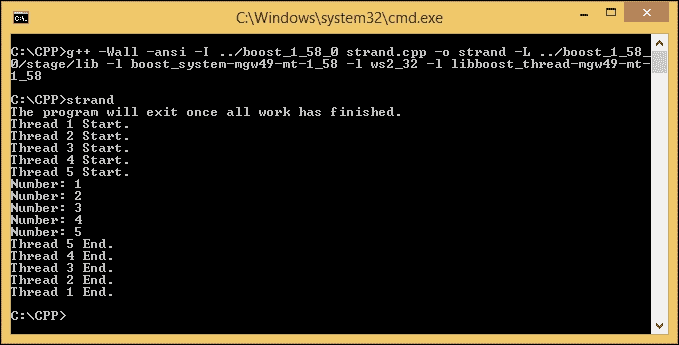 C:\Windows\system32\cmd.exe
C:\CPP>g++ -Wall -ansi -I ../boost_1_58_0 strand.cpp -o strand -L ../boost_1_58_
0/stage/lib -l boost_system-mgw49-mt-1_58 -l ws2_32 -l libboost_thread-mgw49-mt-
1_58
C:\CPP>strand
The program will exit once all work has finished.
Thread 1 Start.
Thread 2 Start.
Thread 3 Start.
Thread 4 Start.
Thread 5 Start.
Number: 1
Number: 2
Number: 3
Number: 4
Number: 5
Thread 5 End.
Thread 4 End.
Thread 3 End.
Thread 2 End.
Thread 1 End.
C:\CPP>